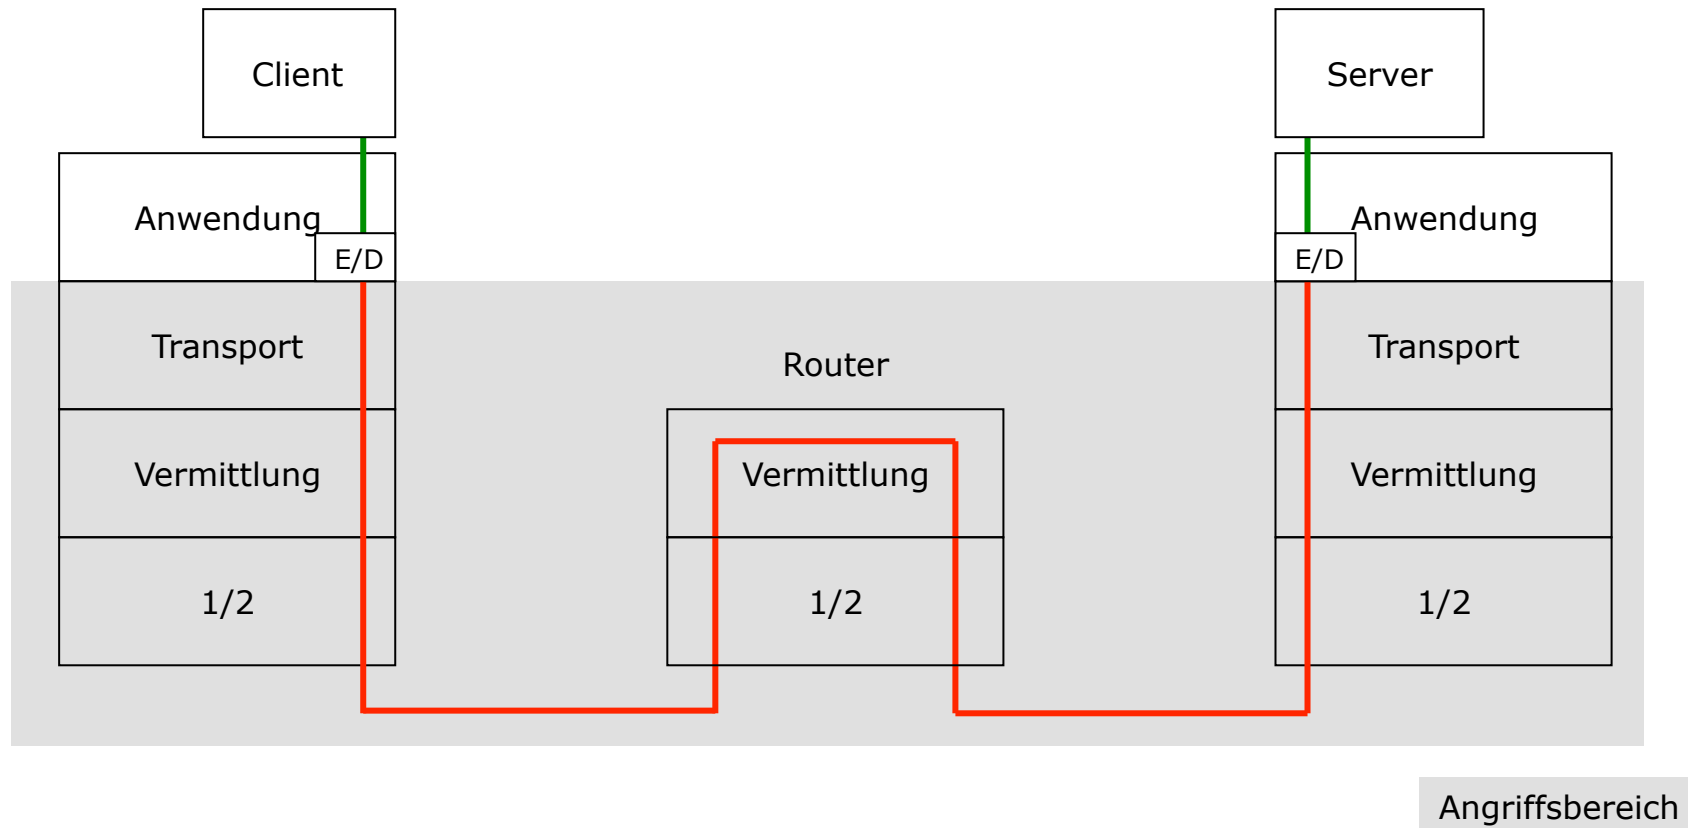 Client
Server
Anwendung
E/D
Anwendung
E/D
Transport
Router
Transport
Vermittlung
Vermittlung
Vermittlung
1/2
1/2
1/2
Angriffsbereich